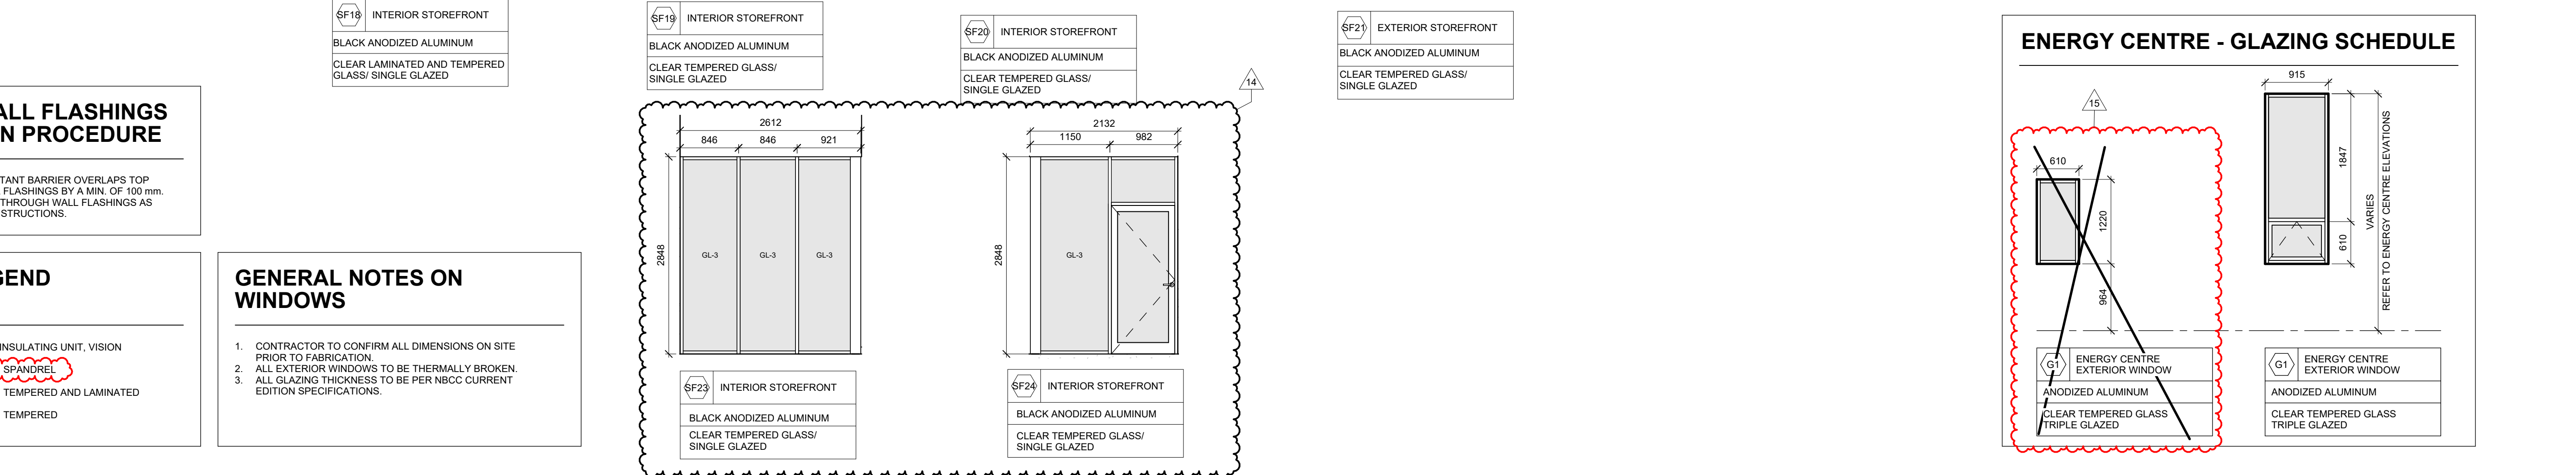 SF18 INTERIOR STOREFRONT
BLACK ANODIZED ALUMINUM
CLEAR LAMINATED AND TEMPERED
GLASS/ SINGLE GLAZED
SF19 INTERIOR STOREFRONT
BLACK ANODIZED ALUMINUM
CLEAR TEMPERED GLASS/
SINGLE GLAZED
SF20 INTERIOR STOREFRONT
BLACK ANODIZED ALUMINUM
CLEAR TEMPERED GLASS/
SINGLE GLAZED
14
SF21 EXTERIOR STOREFRONT
BLACK ANODIZED ALUMINUM
CLEAR TEMPERED GLASS/
SINGLE GLAZED
ALL FLASHINGS
N PROCEDURE
TANT BARRIER OVERLAPS TOP
FLASHINGS BY A MIN. OF 100 mm.
THROUGH WALL FLASHINGS AS
STRUCTIONS.
GEND
INSULATING UNIT, VISION
SPANDREL
TEMPERED AND LAMINATED
TEMPERED
GENERAL NOTES ON
WINDOWS
1. CONTRACTOR TO CONFIRM ALL DIMENSIONS ON SITE
PRIOR TO FABRICATION.
2. ALL EXTERIOR WINDOWS TO BE THERMALLY BROKEN.
3. ALL GLAZING THICKNESS TO BE PER NBCC CURRENT
EDITION SPECIFICATIONS.
2612
846 846 921
2848
GL-3 GL-3 GL-3
SF23 INTERIOR STOREFRONT
BLACK ANODIZED ALUMINUM
CLEAR TEMPERED GLASS/
SINGLE GLAZED
2132
1150 982
2848
GL-3
SF24 INTERIOR STOREFRONT
BLACK ANODIZED ALUMINUM
CLEAR TEMPERED GLASS/
SINGLE GLAZED
ENERGY CENTRE - GLAZING SCHEDULE
15
610
1220
964
G1 ENERGY CENTRE
EXTERIOR WINDOW
ANODIZED ALUMINUM
CLEAR TEMPERED GLASS
TRIPLE GLAZED
915
1847
610
VARIES
REFER TO ENERGY CENTRE ELEVATIONS
G1 ENERGY CENTRE
EXTERIOR WINDOW
ANODIZED ALUMINUM
CLEAR TEMPERED GLASS
TRIPLE GLAZED